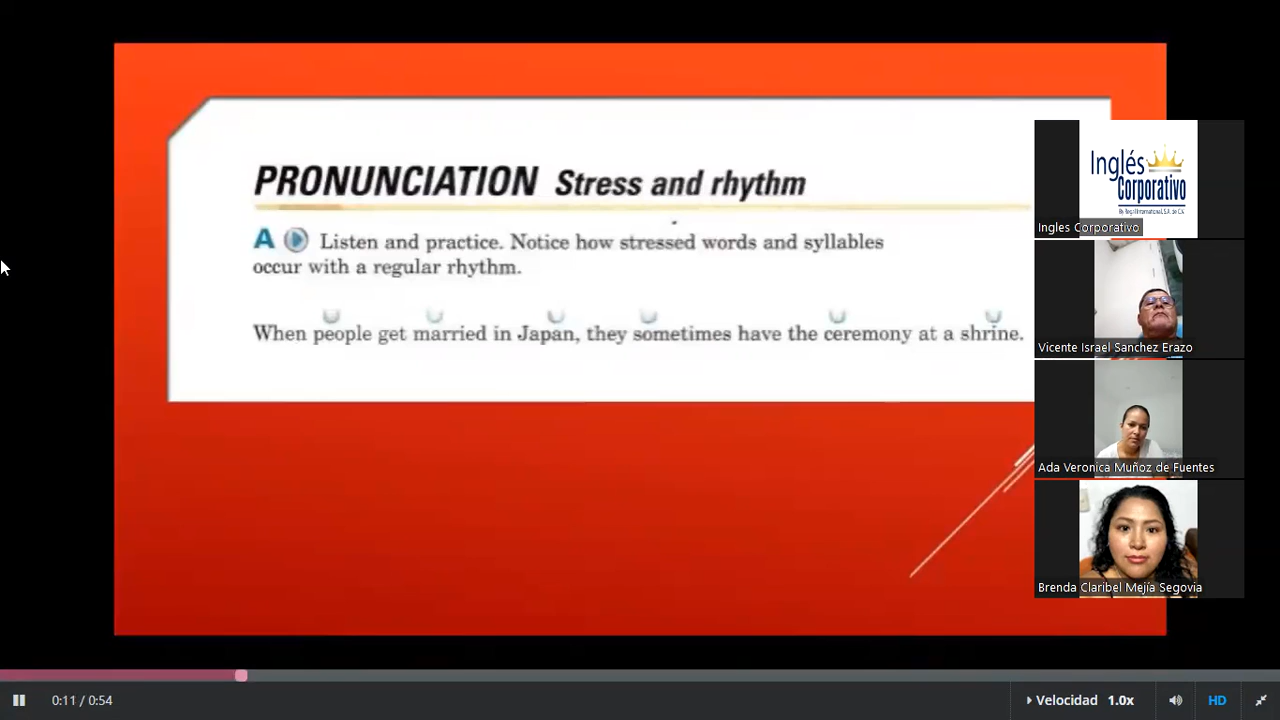 PRONUNCIATION Stress and rhythm
A Listen and practice. Notice how stressed words and syllables
occur with a regular rhythm.
When people get married in Japan, they sometimes have the ceremony at a shrine.
Inglés
Corporativo
Ingles Corporativo
Vicente Israel Sanchez Erazo
Ada Veronica Muñoz de Fuentes
Brenda Claribel Mejía Segovia
0:11 / 0:54
Velocidad 1.0x
HD